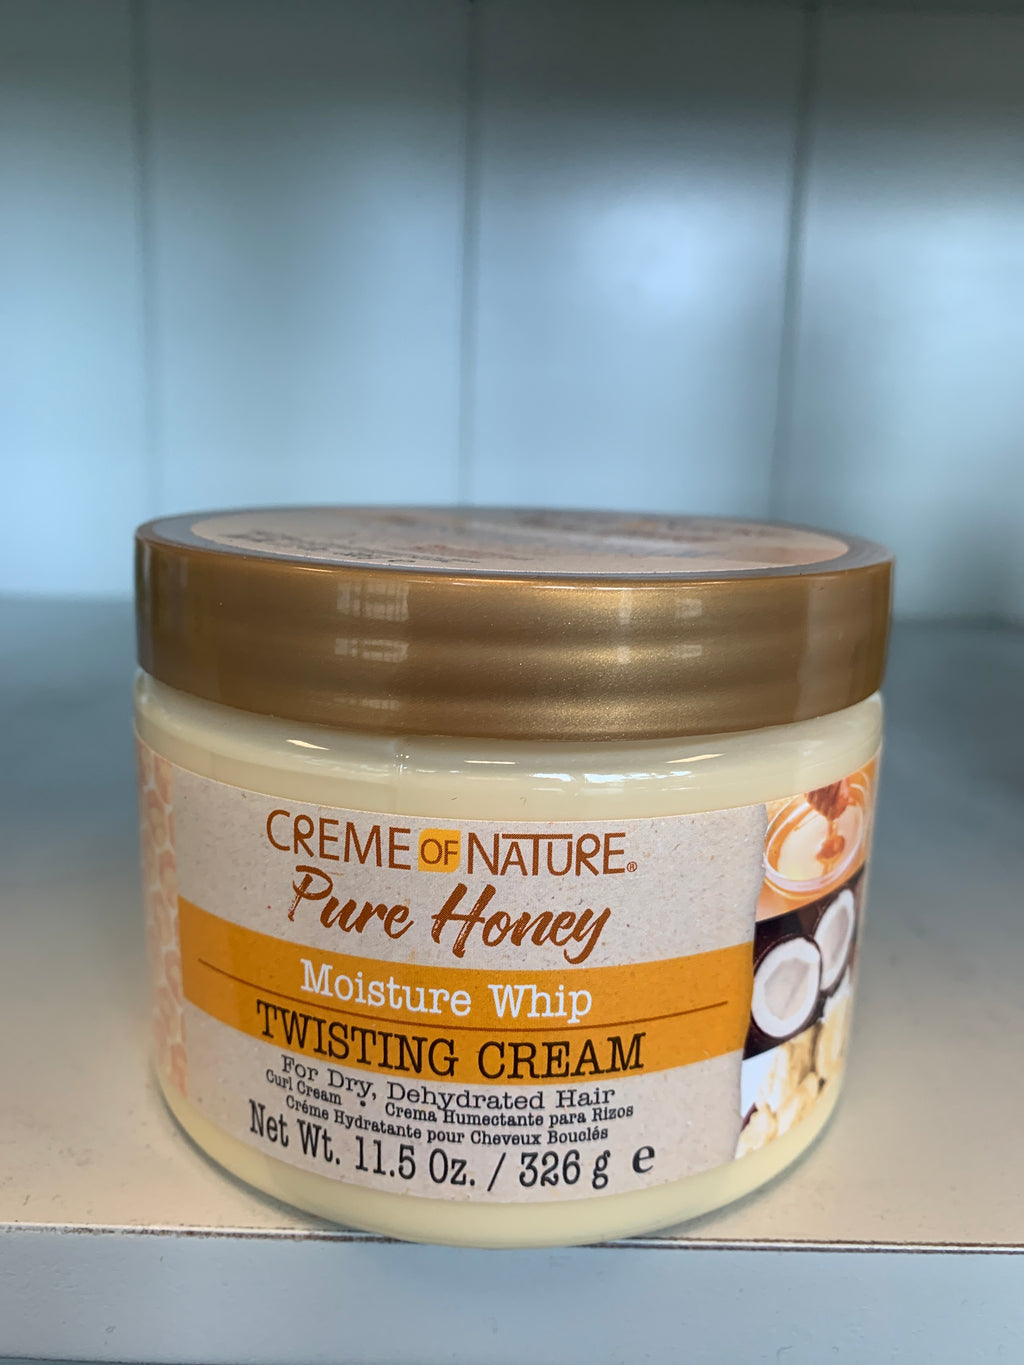 CREME OF NATURE®
Pure Honey
Moisture Whip
TWISTING CREAM
For Dry, Dehydrated Hair
Curl Cream • Crema Humectante para Rizos
Créme Hydratante pour Cheveux Bouclés
Net Wt. 11.5 Oz. / 326 g e